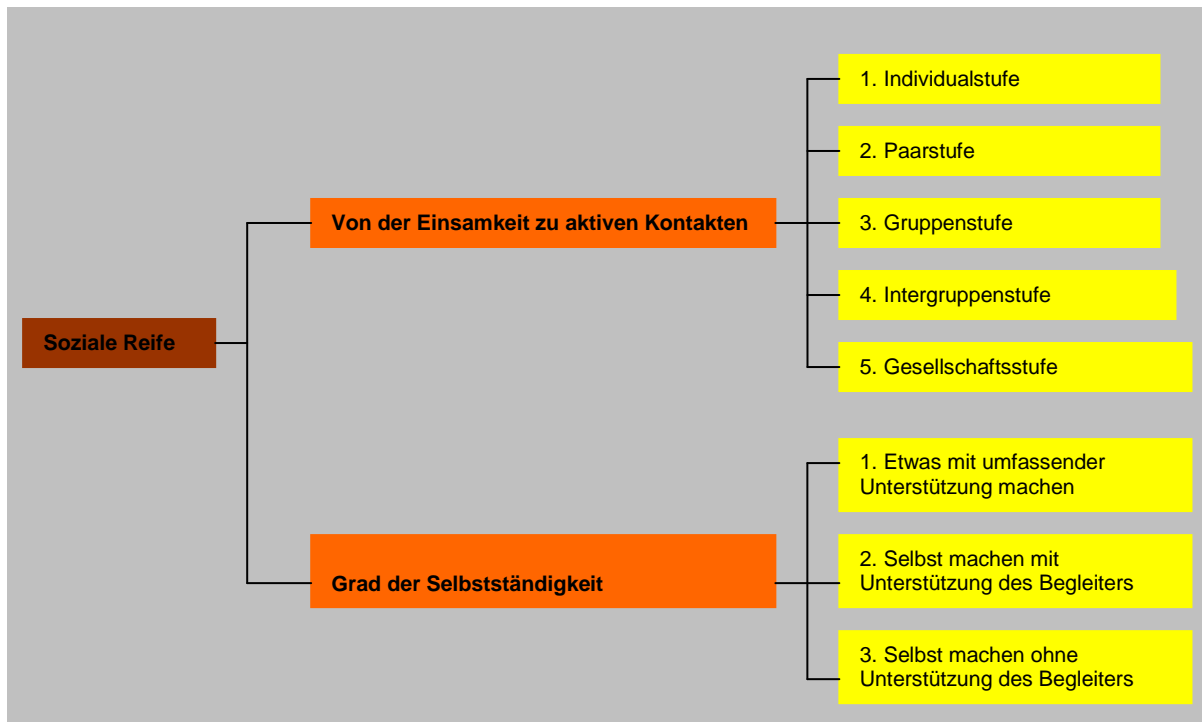 Soziale Reife
Von der Einsamkeit zu aktiven Kontakten
1. Individualstufe
2. Paarstufe
3. Gruppenstufe
4. Intergruppenstufe
5. Gesellschaftsstufe
Grad der Selbstständigkeit
1. Etwas mit umfassender
Unterstützung machen
2. Selbst machen mit
Unterstützung des Begleiters
3. Selbst machen ohne
Unterstützung des Begleiters